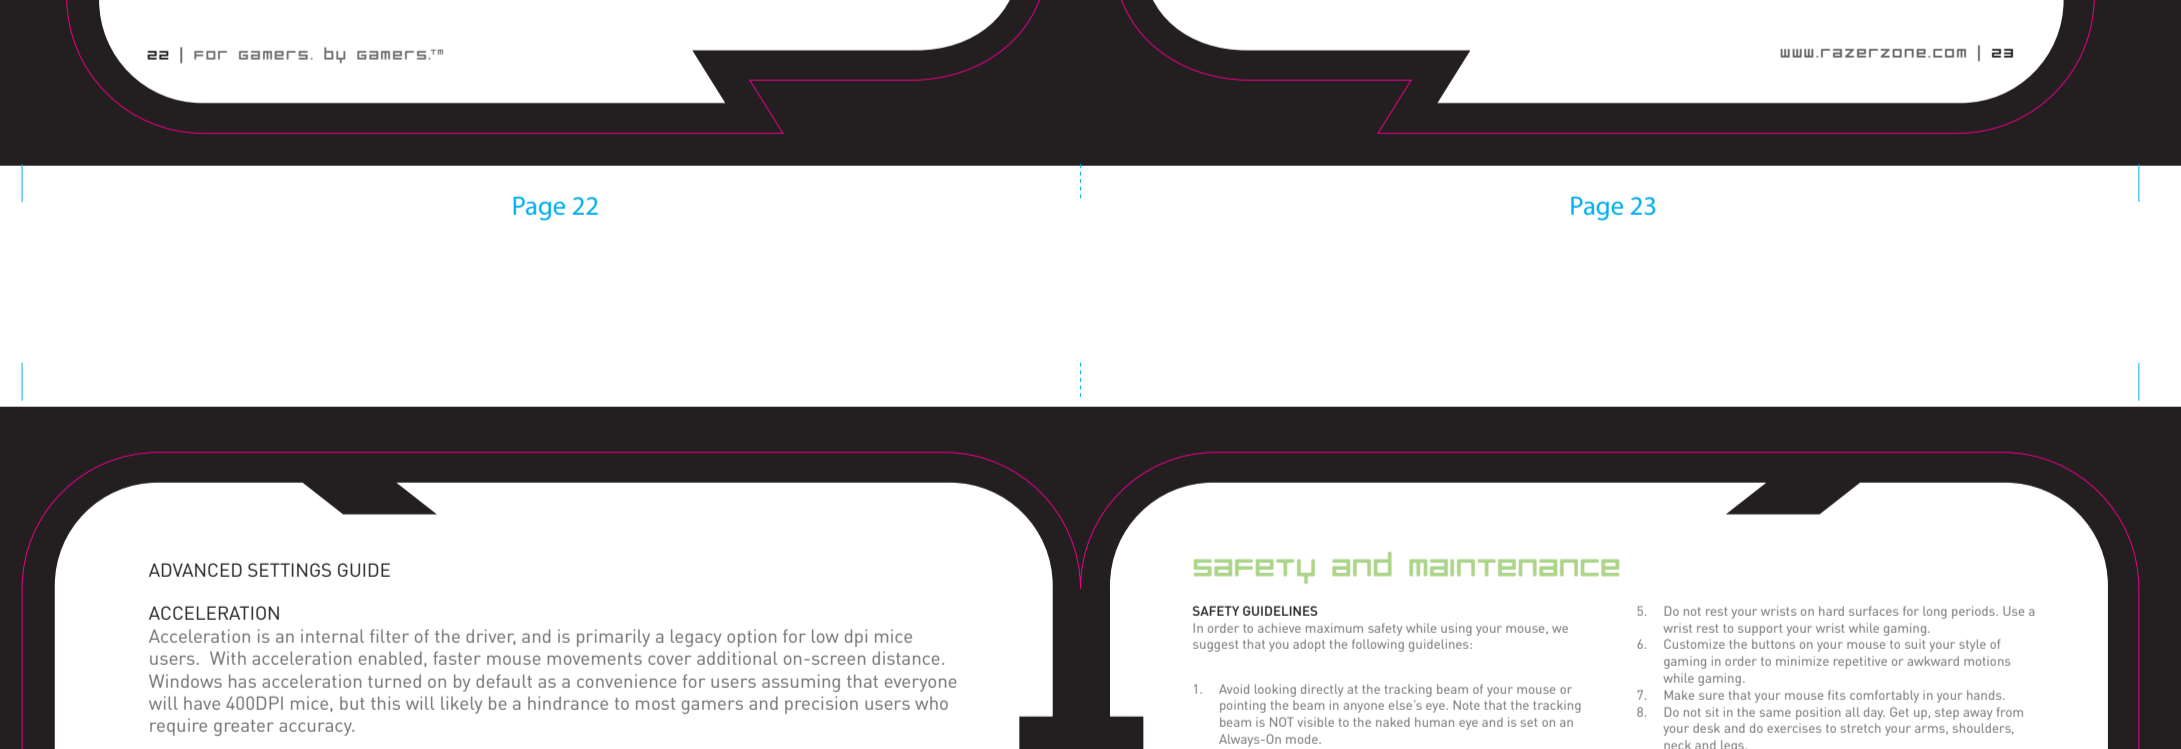 22 | For Gamers. By Gamers.™
www.razerzone.com | 23
Page 22
Page 23
ADVANCED SETTINGS GUIDE
ACCELERATION
Acceleration is an internal filter of the driver, and is primarily a legacy option for low dpi mice
users.  With acceleration enabled, faster mouse movements cover additional on-screen distance.
Windows has acceleration turned on by default as a convenience for users assuming that everyone
will have 400DPI mice, but this will likely be a hindrance to most gamers and precision users who
require greater accuracy.
safety and maintenance
SAFETY GUIDELINES
In order to achieve maximum safety while using your mouse, we
suggest that you adopt the following guidelines:
1. Avoid looking directly at the tracking beam of your mouse or
pointing the beam in anyone else's eye. Note that the tracking
beam is NOT visible to the naked human eye and is set on an
Always-On mode.
5. Do not rest your wrists on hard surfaces for long periods. Use a
wrist rest to support your wrist while gaming.
6. Customize the buttons on your mouse to suit your style of
gaming in order to minimize repetitive or awkward motions
while gaming.
7. Make sure that your mouse fits comfortably in your hands.
8. Do not sit in the same position all day. Get up, step away from
your desk and do exercises to stretch your arms, shoulders,
neck and legs.